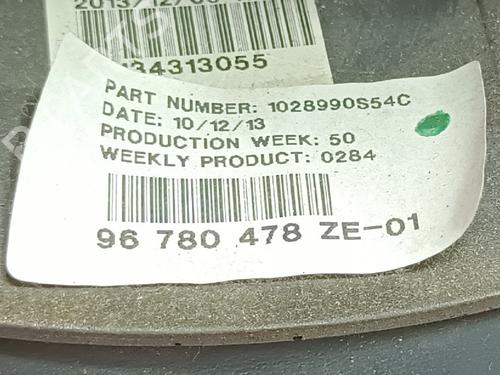 34313055
PART NUMBER: 1028990S54C
DATE: 10/12/13
PRODUCTION WEEK: 50
WEEKLY PRODUCT: 0284
96 780 478 ZE-01